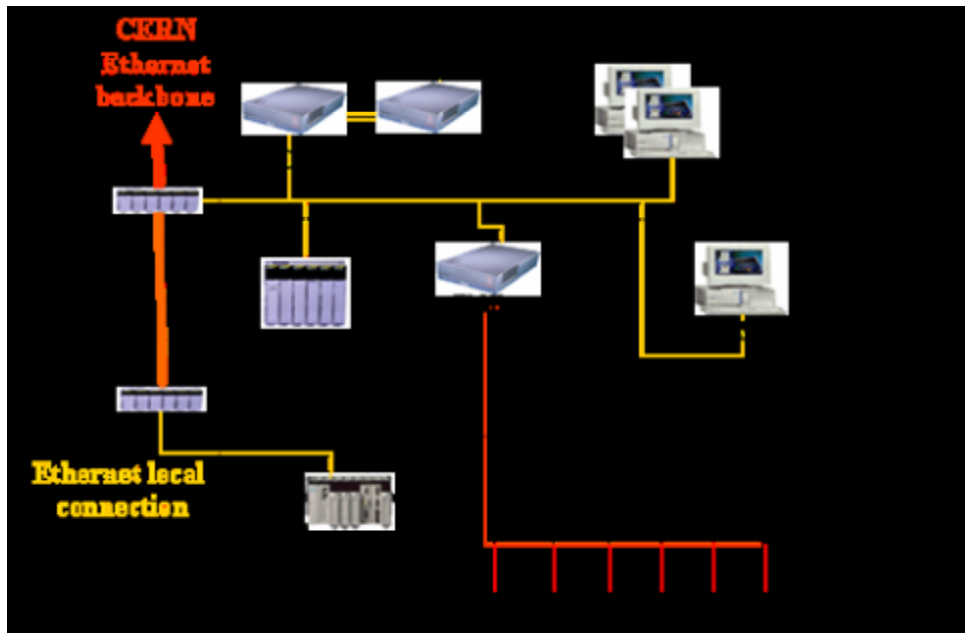 CERN
Ethernet
backbone
Ethernet local
connection